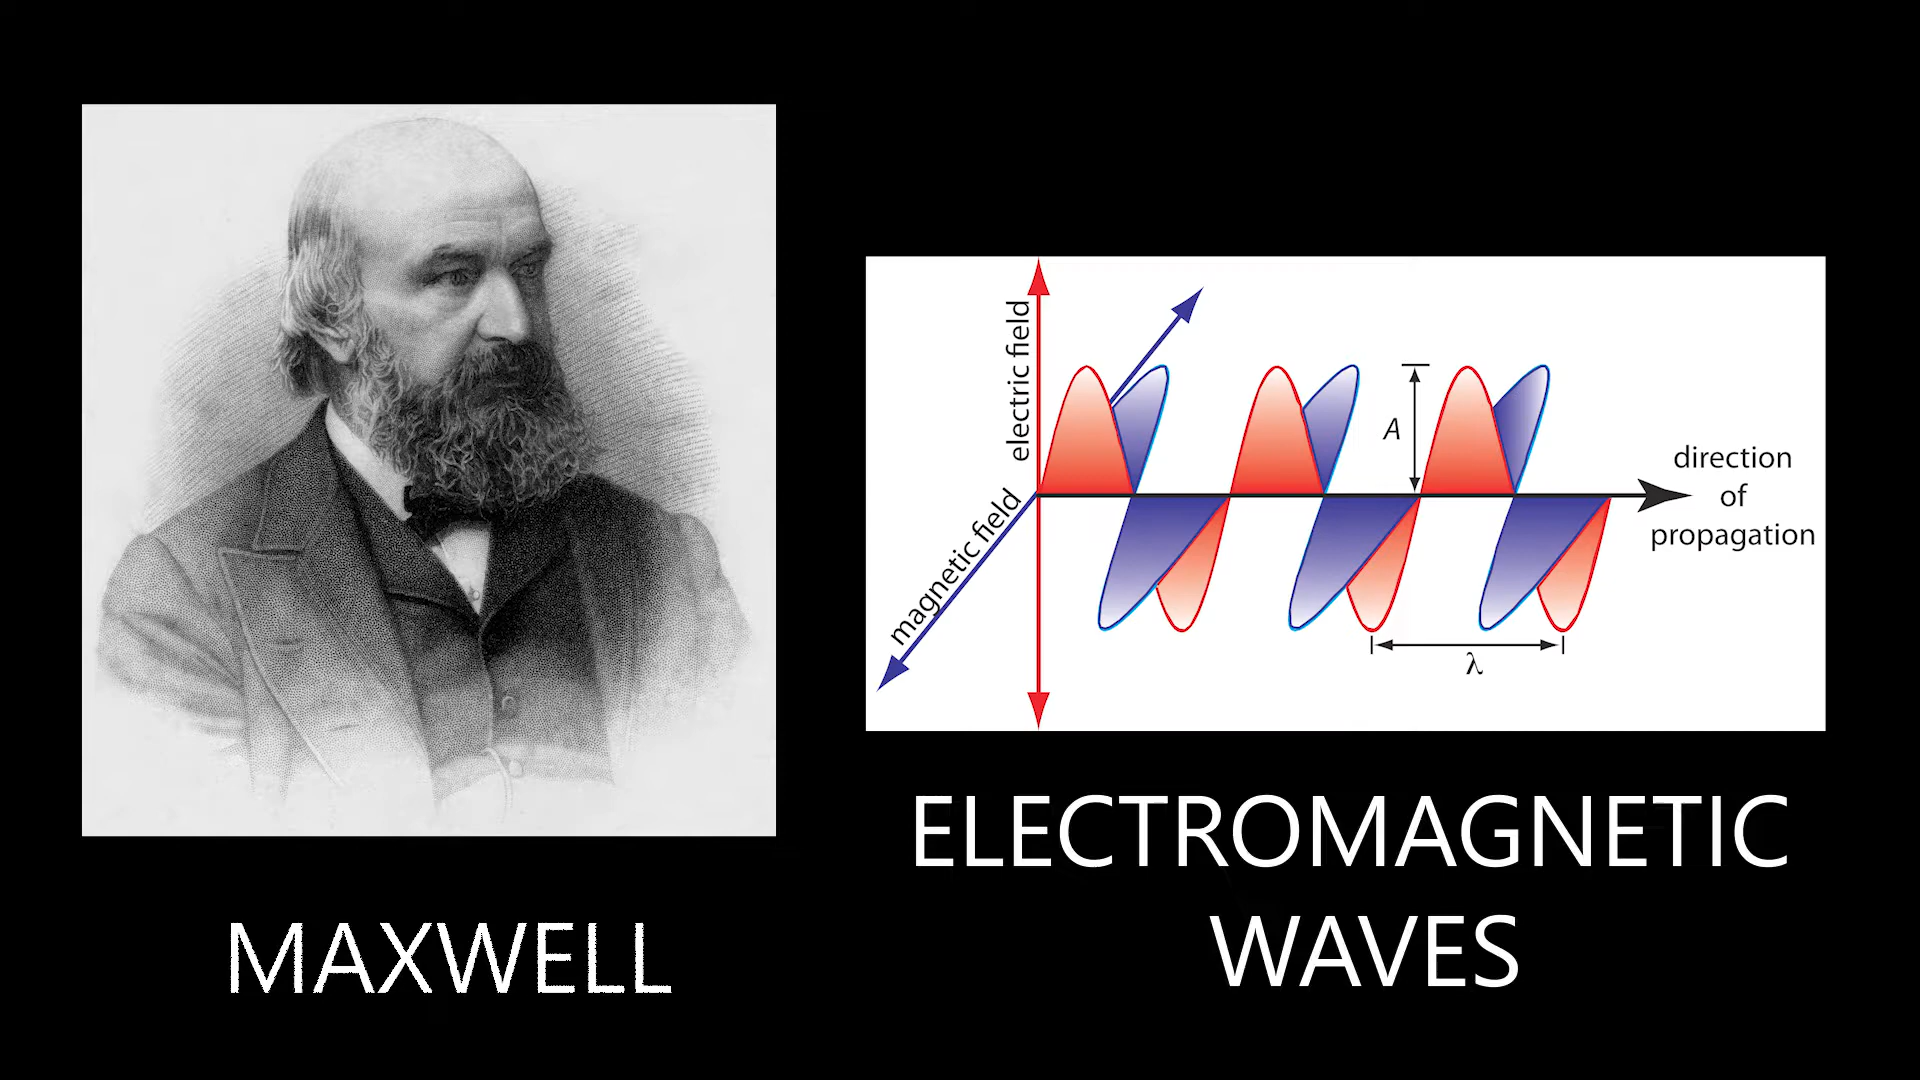 MAXWELL
electric field
magnetic field
A
λ
direction
of
propagation
ELECTROMAGNETIC
WAVES